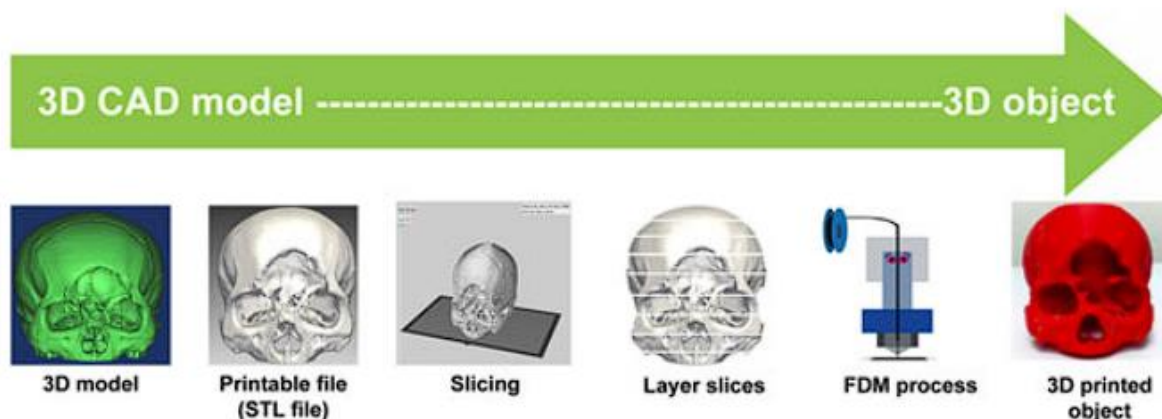 3D CAD model ------------------------------------------------3D object
3D model
Printable file
(STL file)
Slicing
Layer slices
FDM process
3D printed
object